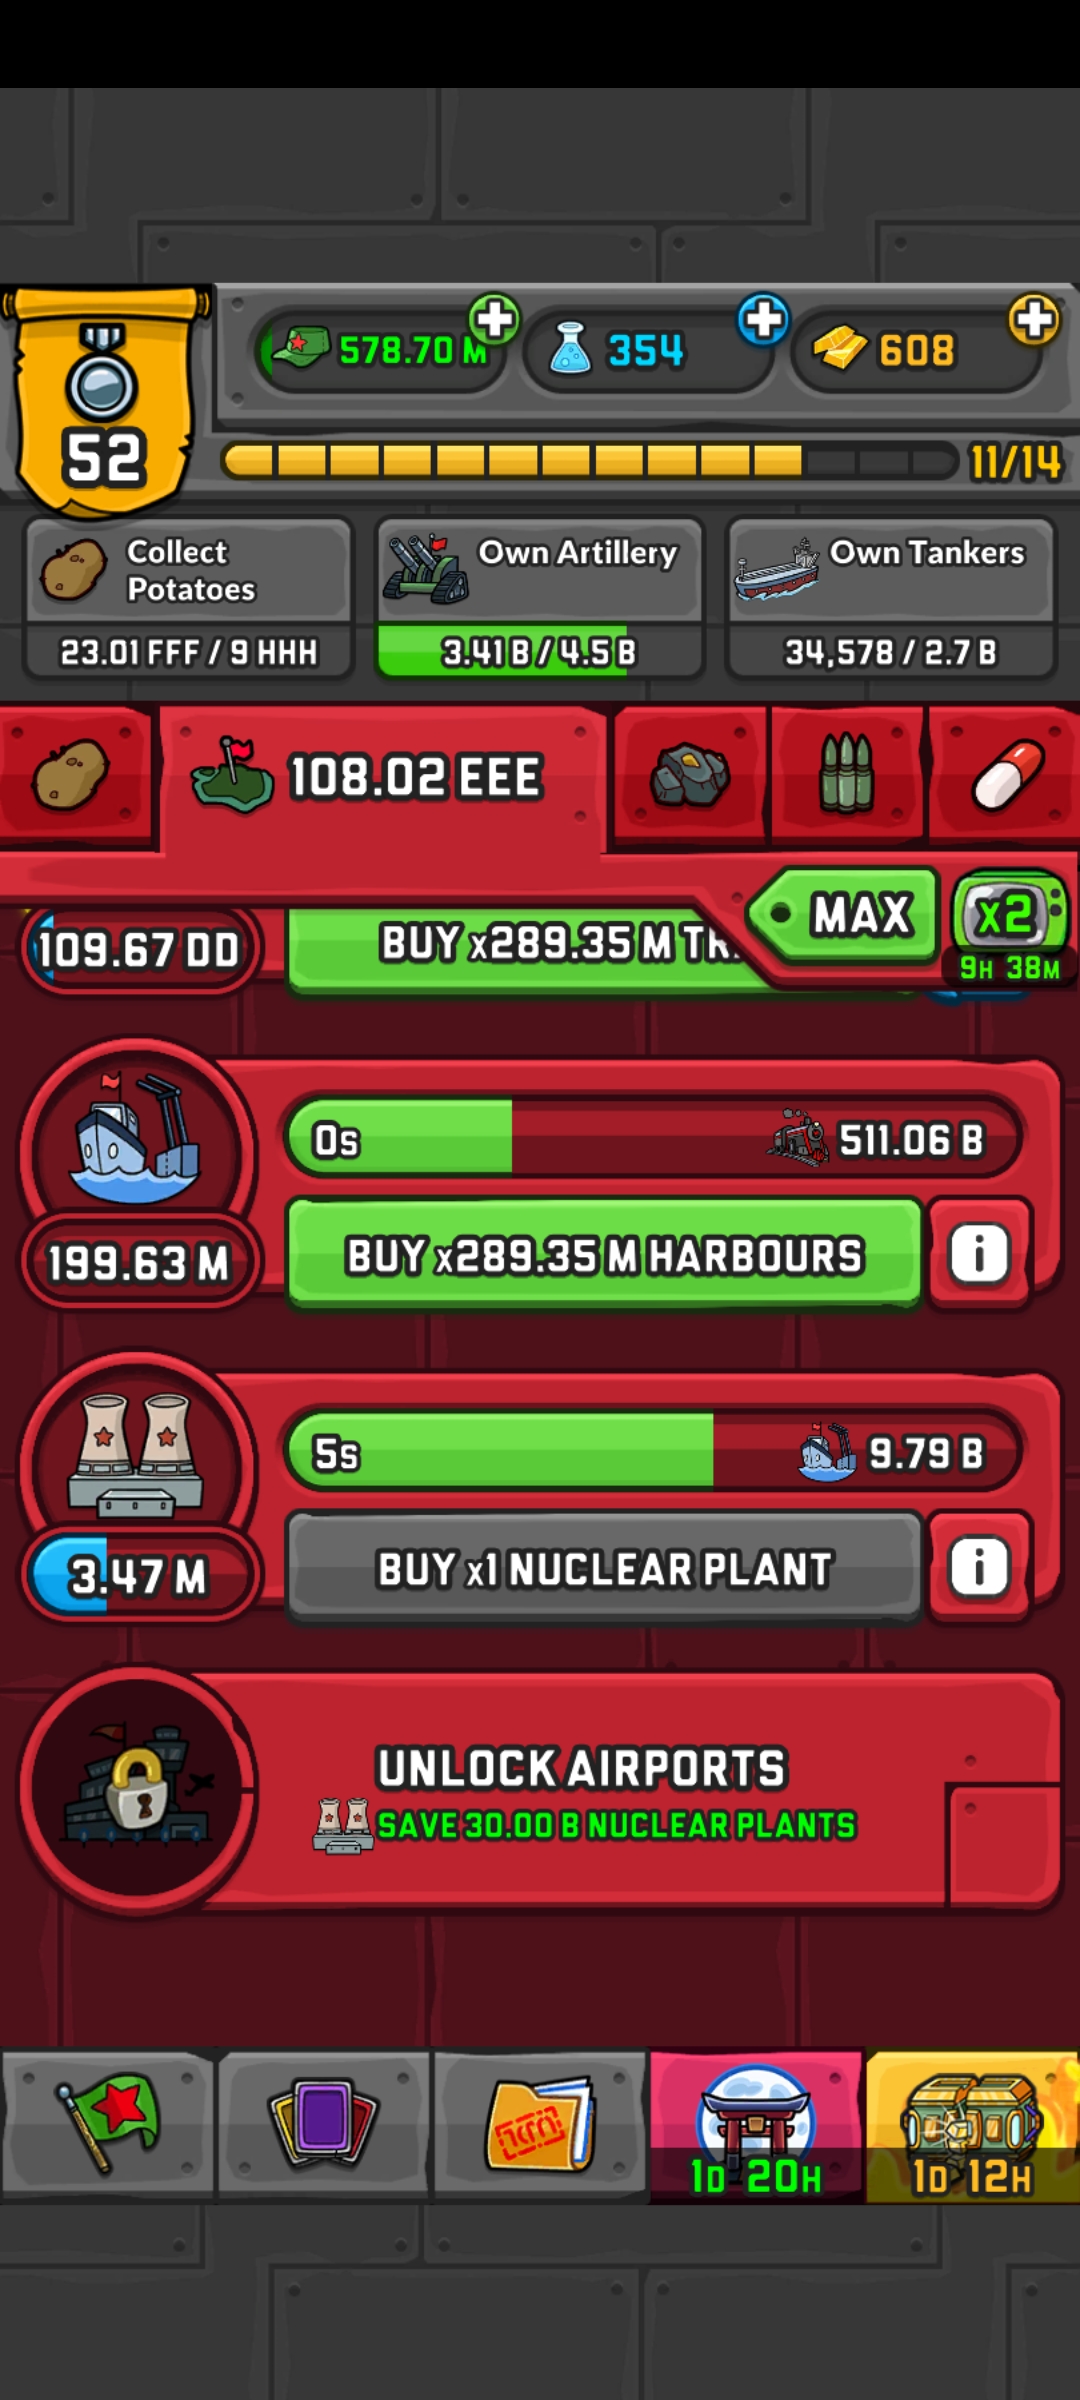 578.70 M
354
608
52
11/14
Collect
Potatoes
23.01 FFF / 9 HHH
Own Artillery
3.41 B / 4.5 B
Own Tankers
34,578 / 2.7 B
108.02 EEE
MAX
x2
9H 38M
109.67 DD
BUY x289.35 M TR
0s
511.06 B
199.63 M
BUY x289.35 M HARBOURS
i
5s
9.79 B
3.47 M
BUY x1 NUCLEAR PLANT
i
UNLOCK AIRPORTS
SAVE 30.00 B NUCLEAR PLANTS
1D 20H
1D 12H